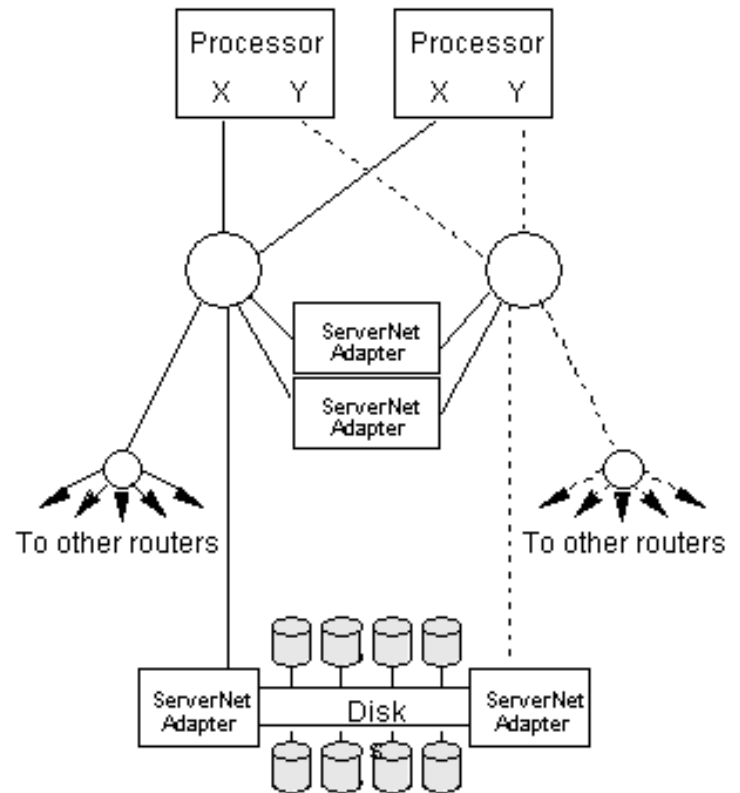 Processor
X Y
Processor
X Y
ServerNet
Adapter
ServerNet
Adapter
To other routers
To other routers
ServerNet
Adapter
Disk
s
ServerNet
Adapter